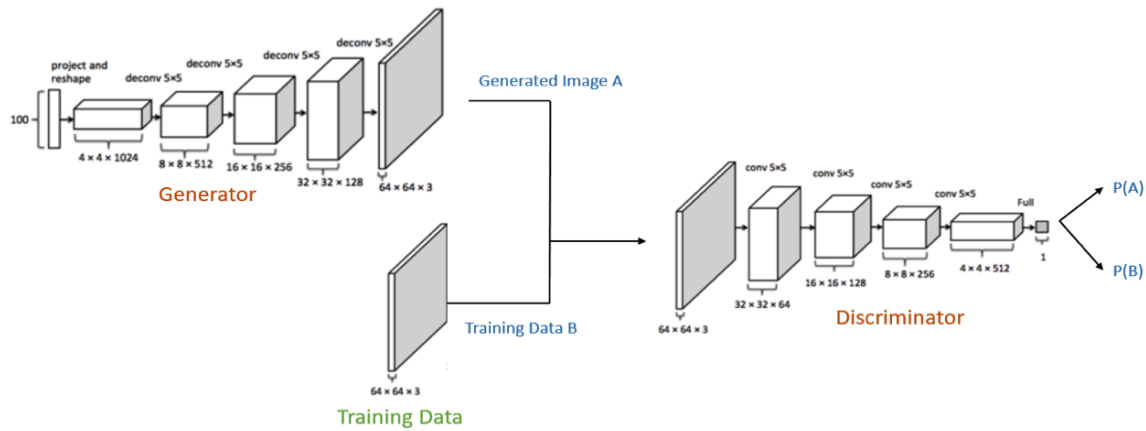 100
project and
reshape
4 × 4 × 1024
deconv 5×5
8 × 8 × 512
deconv 5×5
16 × 16 × 256
deconv 5×5
32 × 32 × 128
deconv 5×5
64 × 64 × 3
Generator
Generated Image A
64 × 64 × 3
Training Data
Training Data B
64 × 64 × 3
conv 5×5
32 × 32 × 64
conv 5×5
16 × 16 × 128
conv 5×5
8 × 8 × 256
conv 5×5
4 × 4 × 512
Full
1
Discriminator
P(A)
P(B)